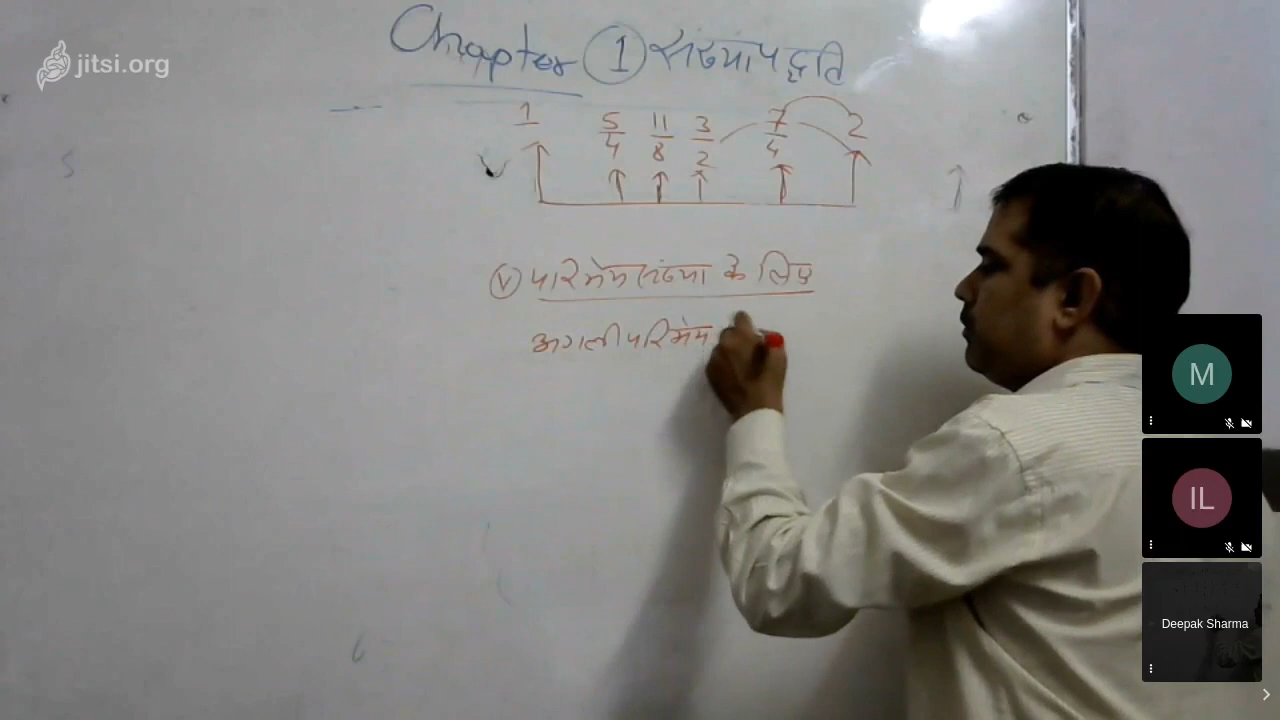 jitsi.org
Chapter 1 संख्या पद्धति
1 5/4 11/8 3/2 7/4 2
(v) परिमेय संख्या के लिए
अगली परिमेय
M
IL
Deepak Sharma